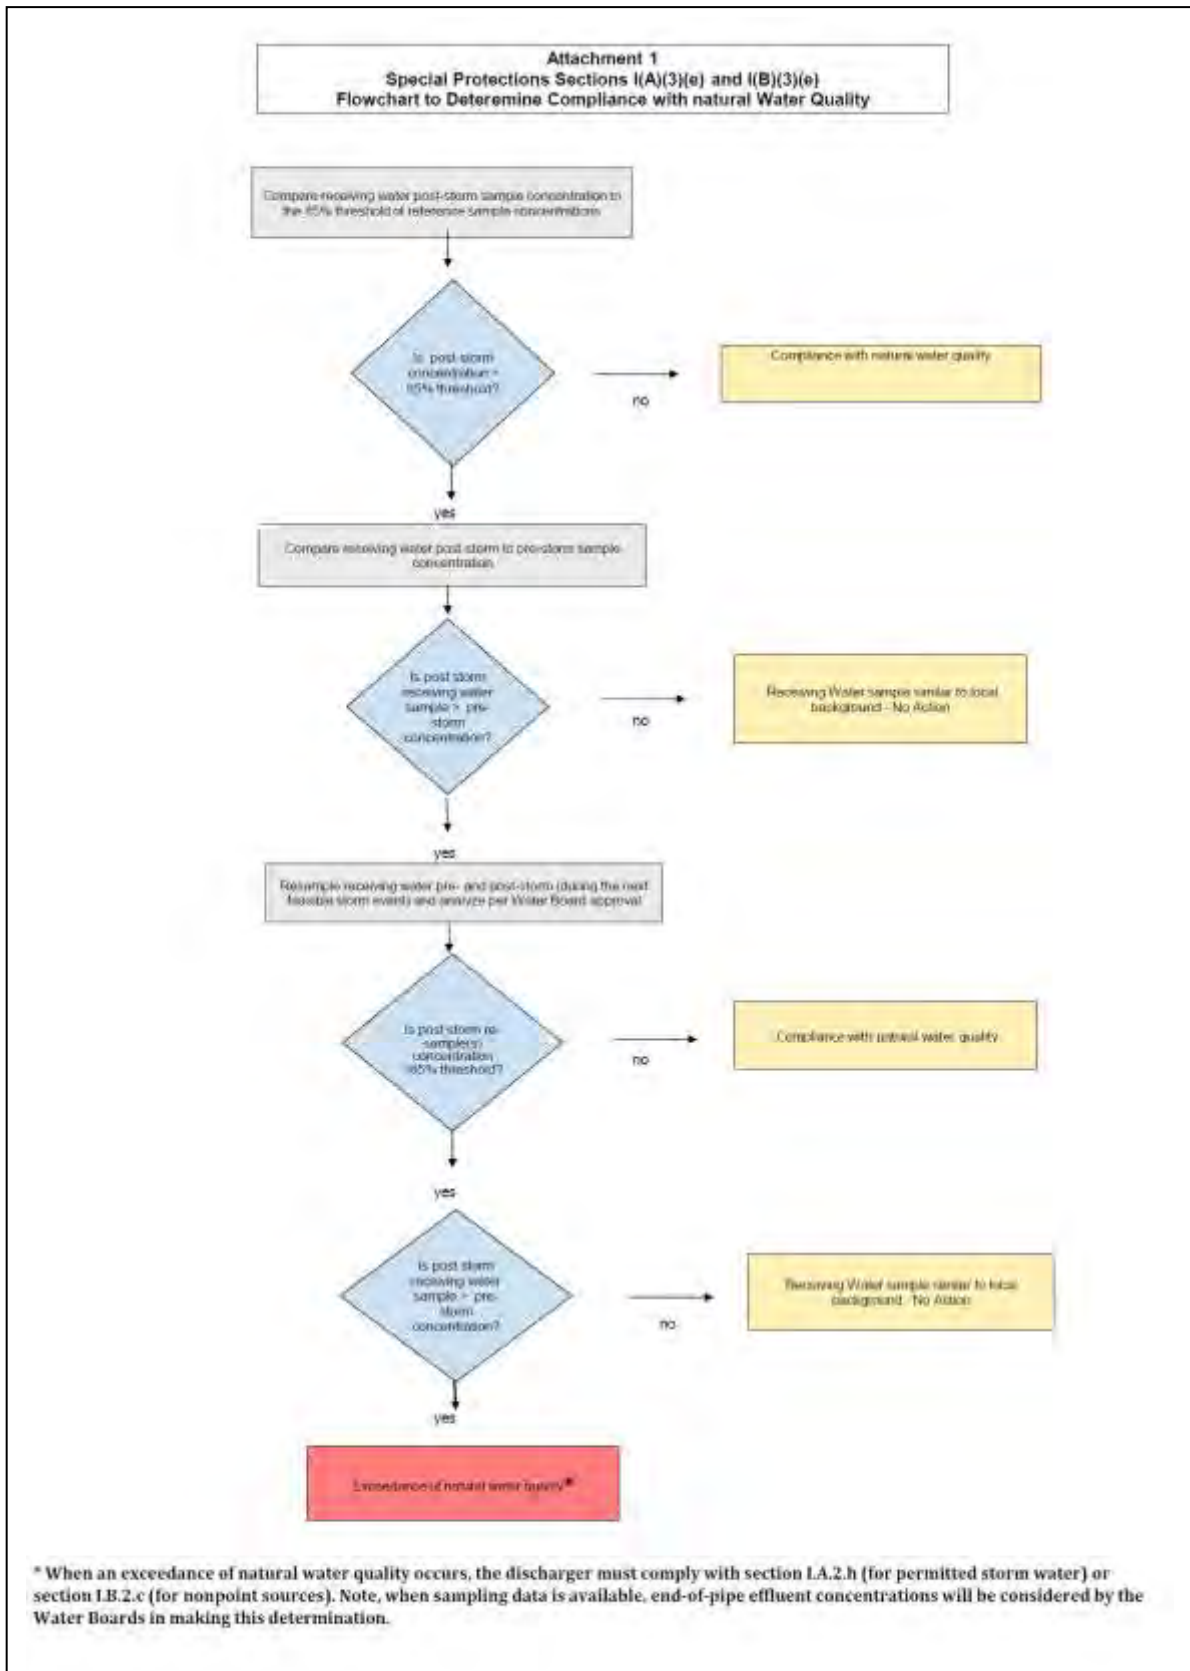 Attachment 1
Special Protections Sections I(A)(3)(e) and I(B)(3)(e)
Flowchart to Deteremine Compliance with natural Water Quality
Compare receiving water post-storm sample concentration to
the 85% threshold of reference sample concentrations
Is post-storm
concentration >
85% threshold?
no
Compliance with natural water quality
yes
Compare receiving water post-storm to pre-storm sample
concentration
Is post storm
receiving water
sample > pre-
storm
concentration?
no
Receiving Water sample similar to local
background - No Action
yes
Resample receiving water pre- and post-storm (during the next
feasible storm event) and analyze per Water Board approval
Is post storm re-
sample(s)
concentration
>85% threshold?
no
Compliance with natural water quality
yes
Is post storm
receiving water
sample > pre-
storm
concentration?
no
Receiving Water sample similar to local
background - No Action
yes
Exceedance of natural water quality*
* When an exceedance of natural water quality occurs, the discharger must comply with section I.A.2.h (for permitted storm water) or
section I.B.2.c (for nonpoint sources). Note, when sampling data is available, end-of-pipe effluent concentrations will be considered by the
Water Boards in making this determination.